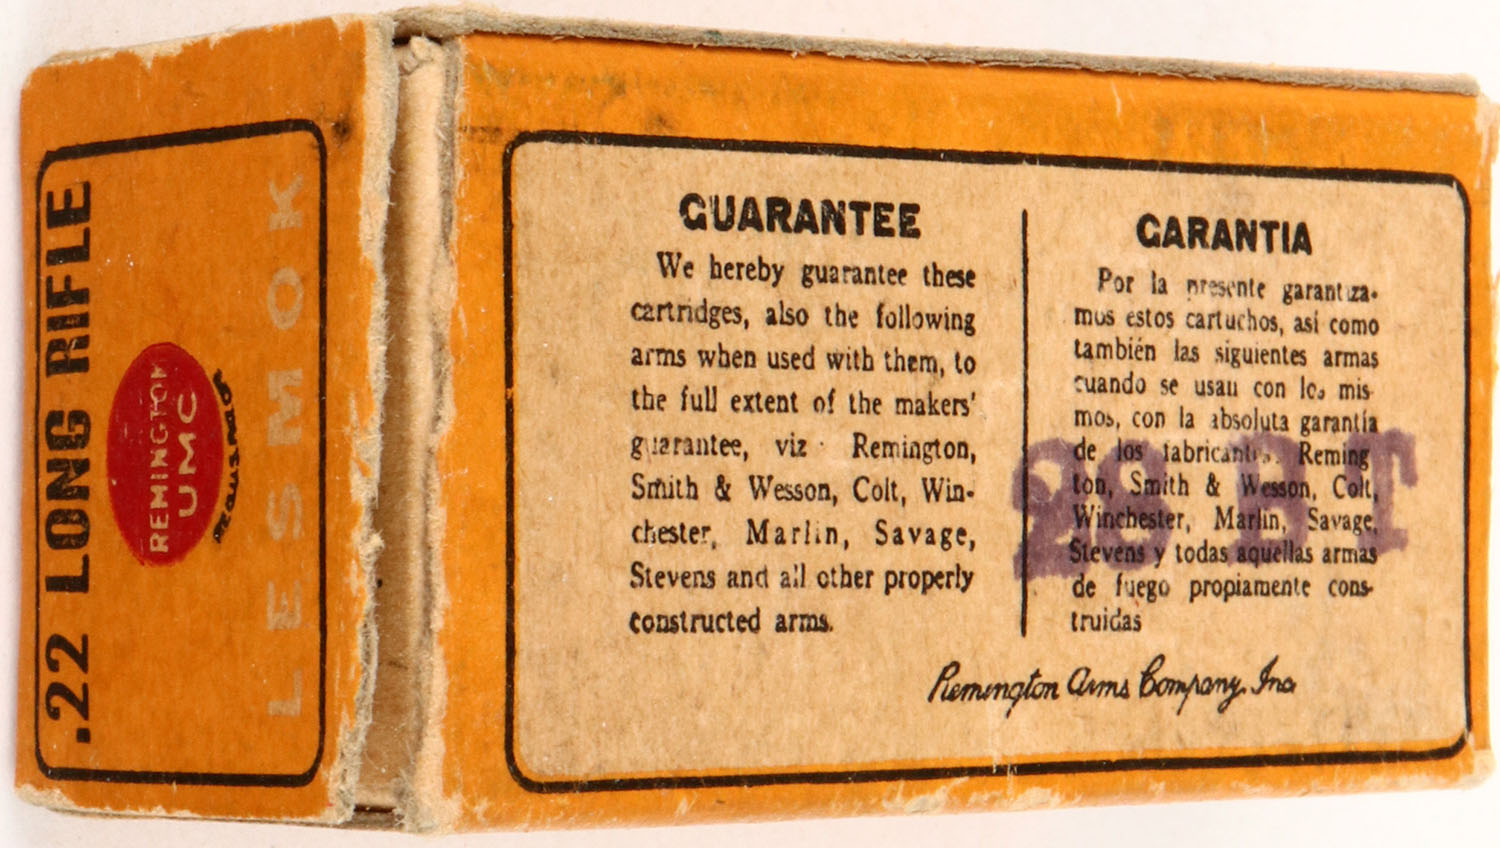 .22 LONG RIFLE
REMINGTON
UMC
LESMOK
GUARANTEE
We hereby guarantee these
cartridges, also the following
arms when used with them, to
the full extent of the makers'
guarantee, viz Remington,
Smith & Wesson, Colt, Win-
chester, Marlin, Savage,
Stevens and all other properly
constructed arms.
GARANTIA
Por la presente garantiza-
mos estos cartuchos, así como
también las siguientes armas
cuando se usan con los mis-
mos, con la absoluta garantía
de los fabricantes. Reming
ton, Smith & Wesson, Colt,
Winchester, Marlin, Savage,
Stevens y todas aquellas armas
de fuego propiamente cons-
truidas
Remington Arms Company, Inc